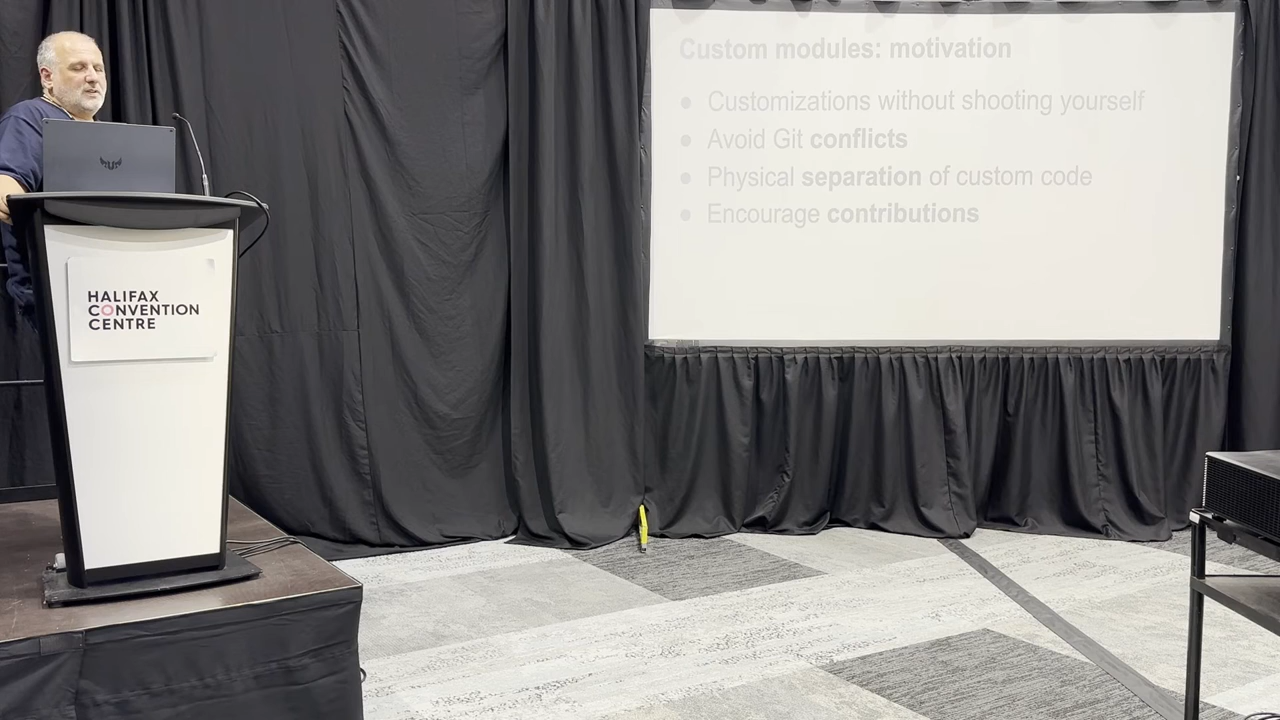 Custom modules: motivation
● Customizations without shooting yourself
● Avoid Git conflicts
● Physical separation of custom code
● Encourage contributions
HALIFAX
CONVENTION
CENTRE